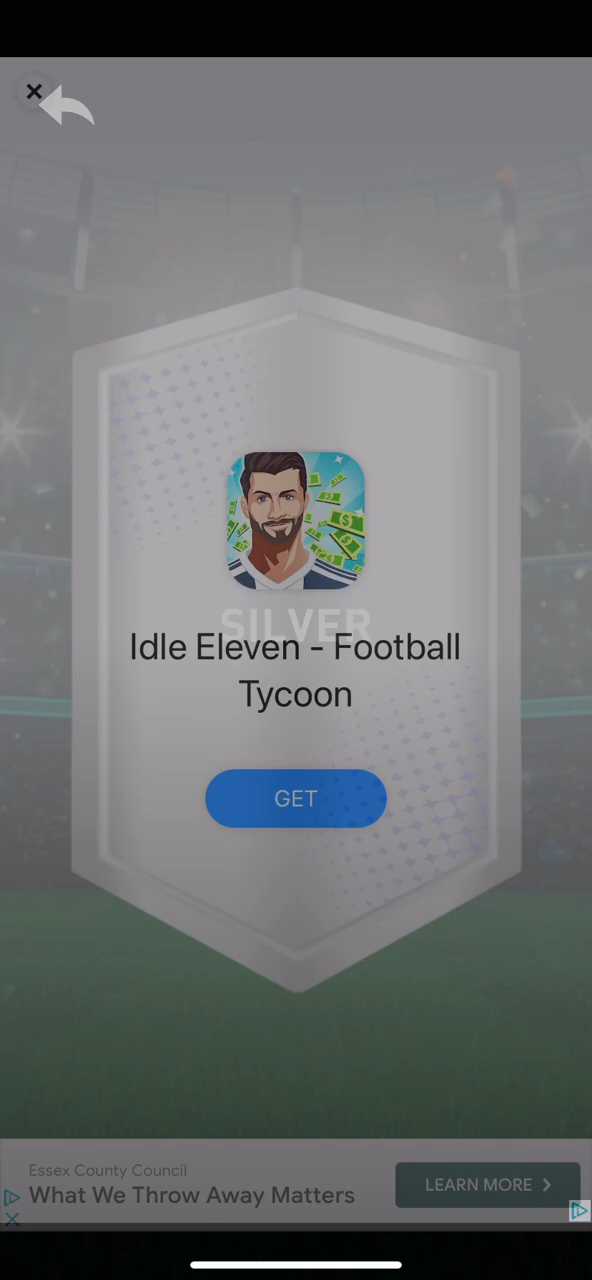 SILVER
Idle Eleven - Football
Tycoon
GET
Essex County Council
What We Throw Away Matters
LEARN MORE